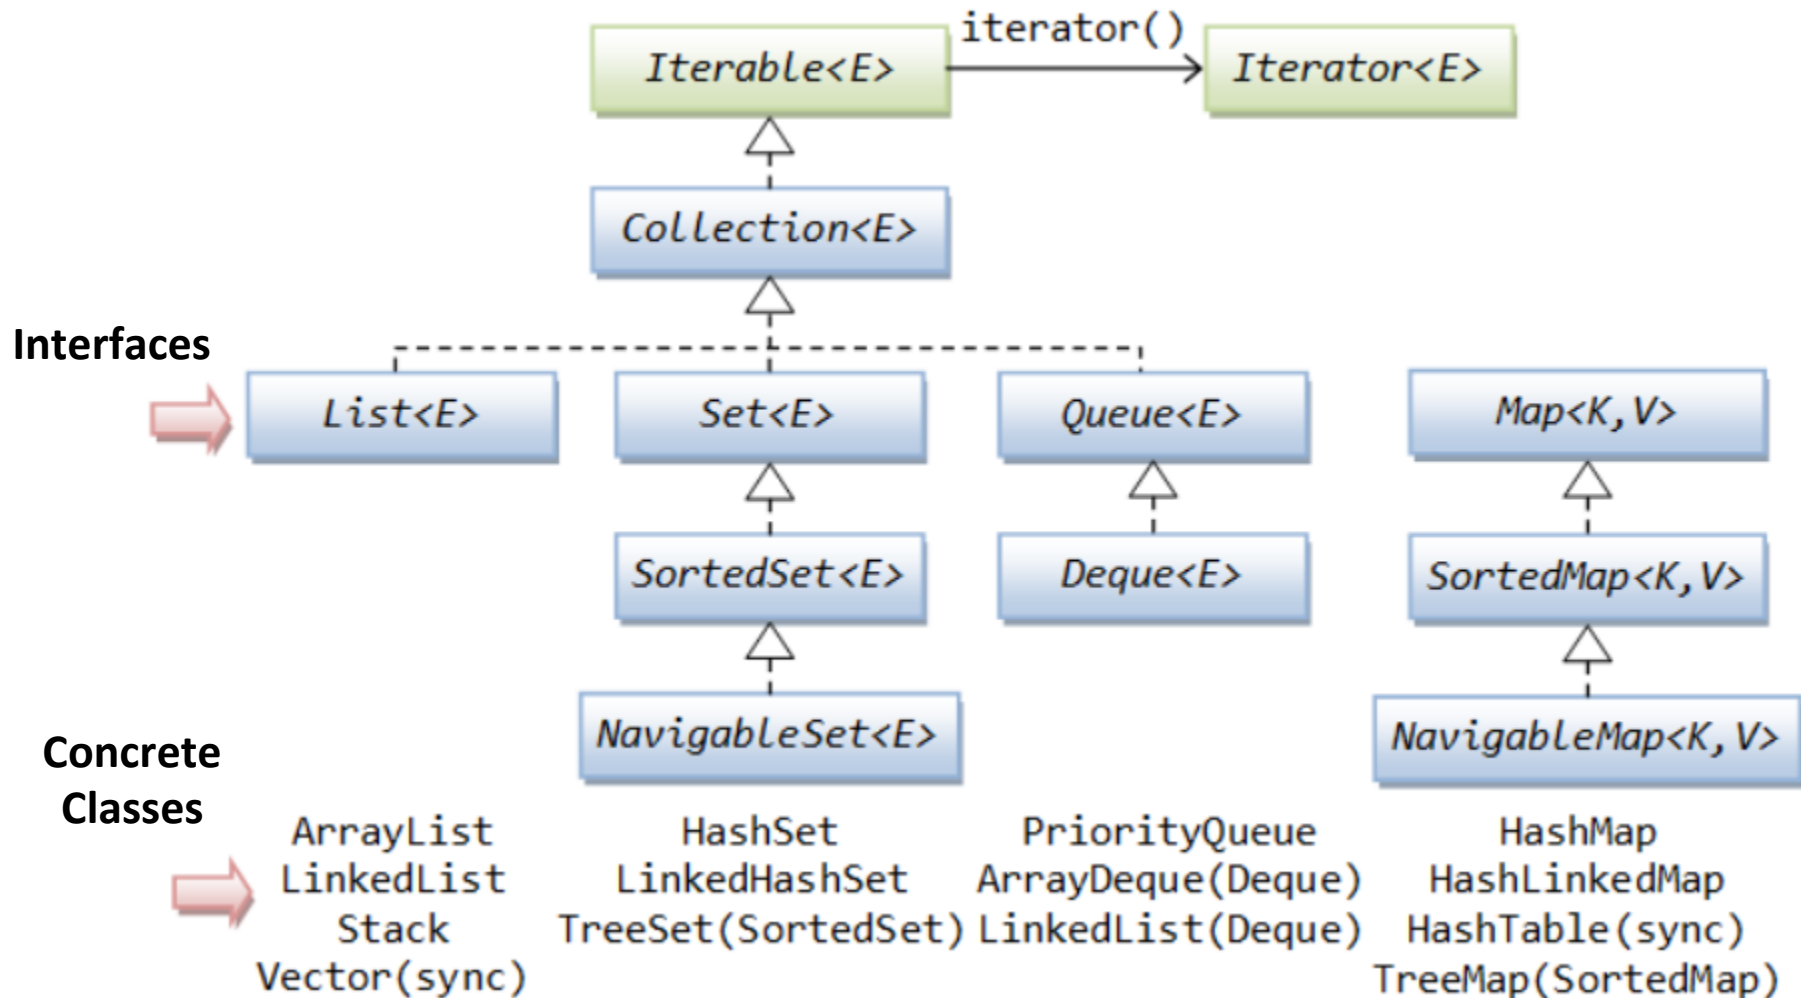 iterator()
Iterable<E>
Iterator<E>
Collection<E>
Interfaces
List<E>
Set<E>
Queue<E>
Map<K,V>
SortedSet<E>
Deque<E>
SortedMap<K,V>
NavigableSet<E>
NavigableMap<K,V>
Concrete
Classes
ArrayList
LinkedList
Stack
Vector(sync)
HashSet
LinkedHashSet
TreeSet(SortedSet)
PriorityQueue
ArrayDeque(Deque)
LinkedList(Deque)
HashMap
HashLinkedMap
HashTable(sync)
TreeMap(SortedMap)